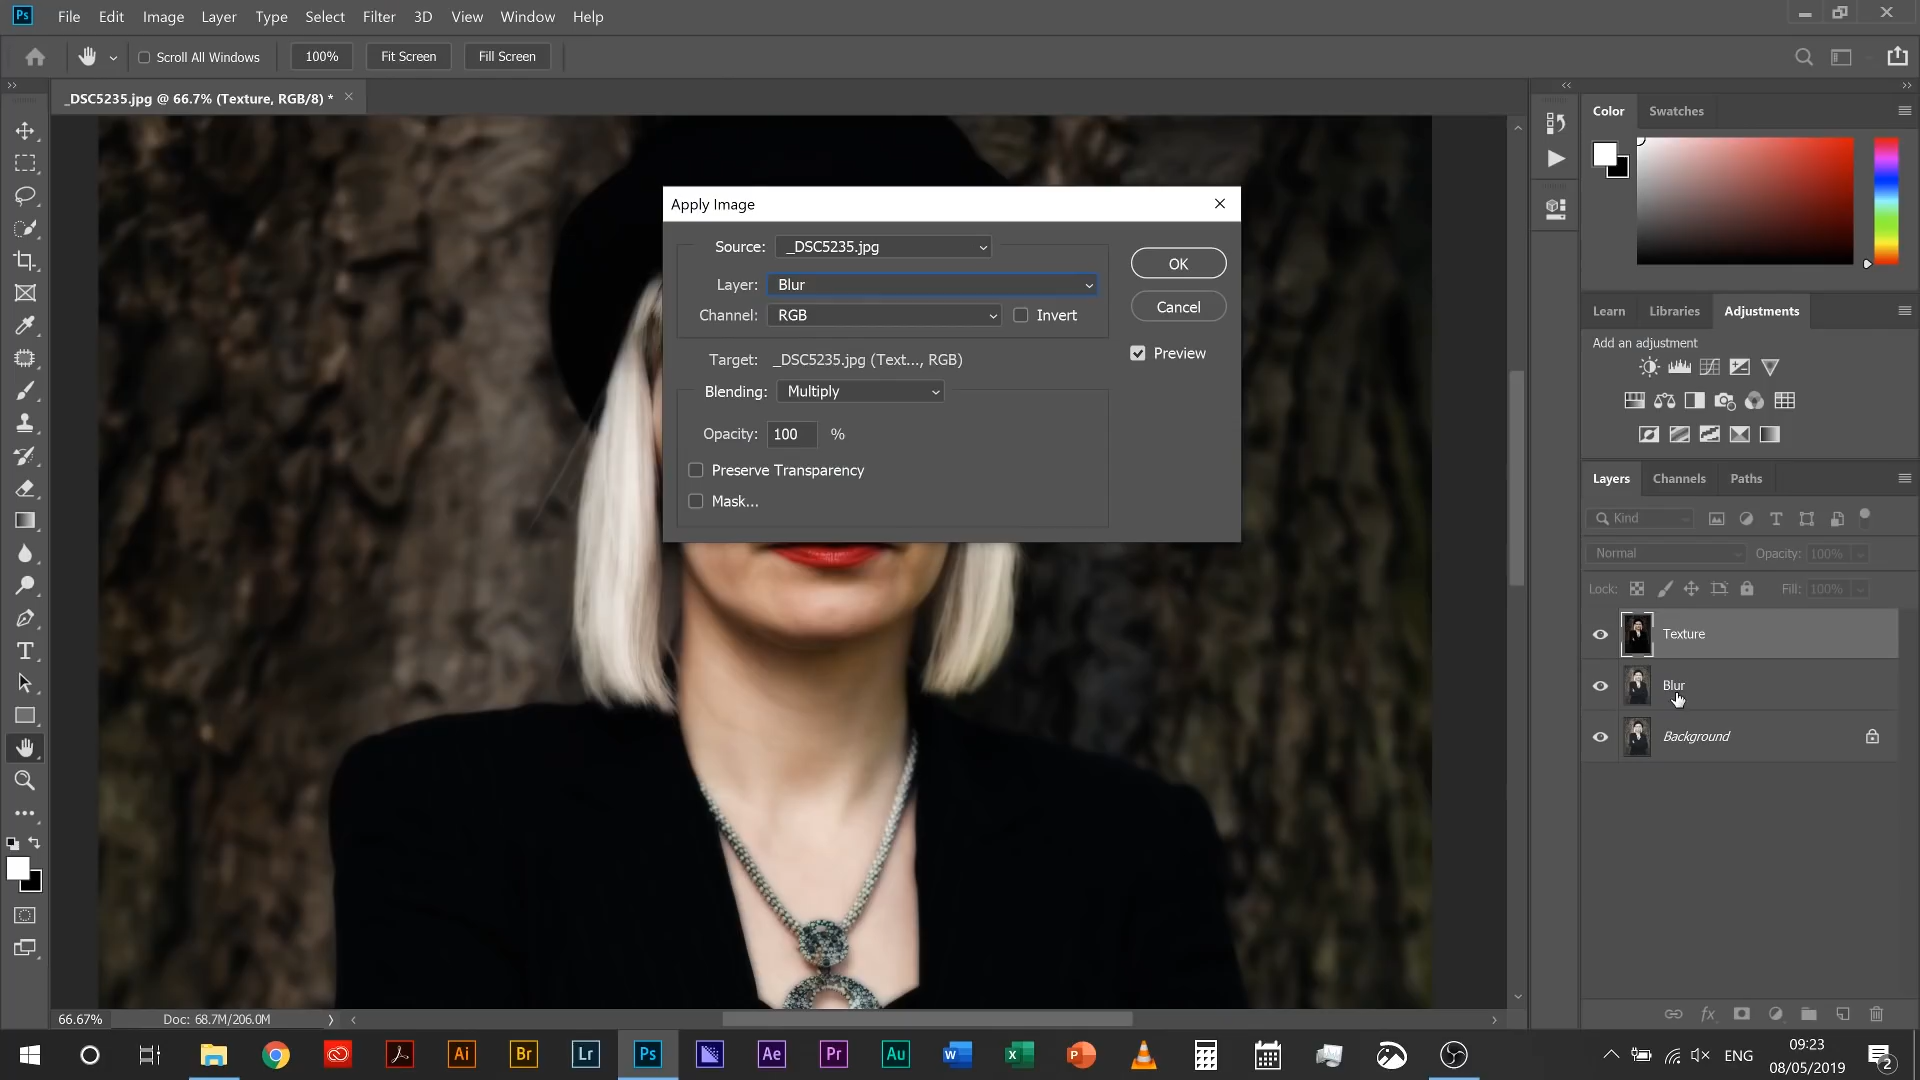 Ps File Edit Image Layer Type Select Filter 3D View Window Help
Scroll All Windows 100% Fit Screen Fill Screen
_DSC5235.jpg @ 66.7% (Texture, RGB/8) *
Color Swatches
Apply Image
Source: _DSC5235.jpg
OK
Layer: Blur
Cancel
Channel: RGB Invert
Learn Libraries Adjustments
Add an adjustment
Target: _DSC5235.jpg (Text..., RGB)
Preview
Blending: Multiply
Opacity: 100 %
Preserve Transparency
Mask...
Layers Channels Paths
Kind
Normal Opacity: 100%
Lock: Fill: 100%
Texture
Blur
Background
fx
66.67% Doc: 68.7M/206.0M
Ai Br Lr Ps Ae Pr Au ENG
09:23
08/05/2019
2